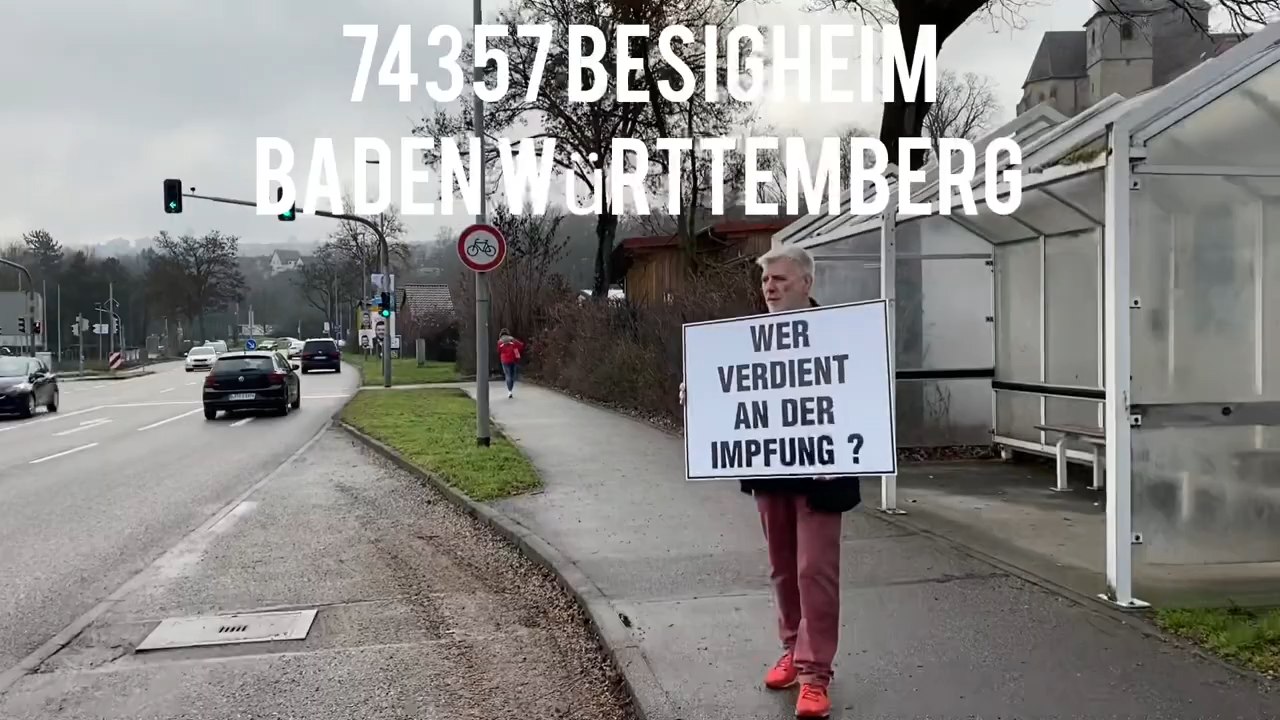 74357 BESIGHEIM
BADEN WüRTTEMBERG
WER
VERDIENT
AN DER
IMPFUNG ?